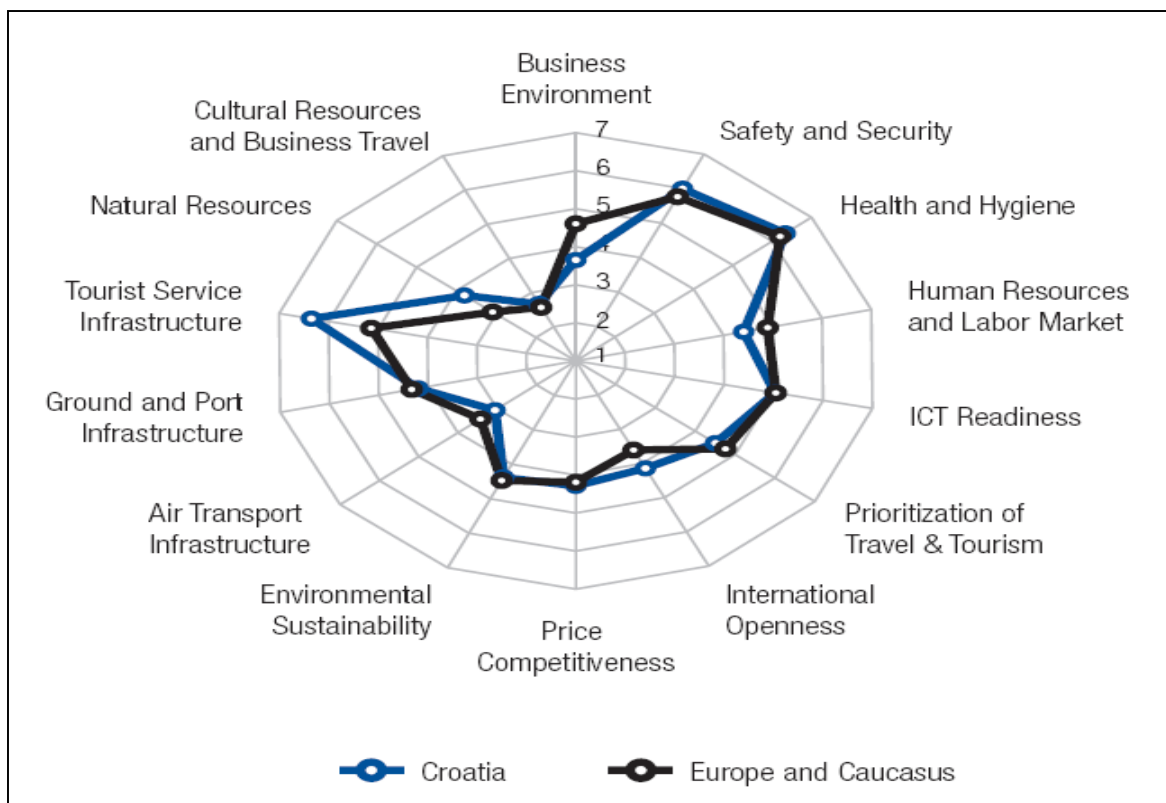 Business
Environment
Cultural Resources
and Business Travel
Safety and Security
Natural Resources
Health and Hygiene
Tourist Service
Infrastructure
Human Resources
and Labor Market
Ground and Port
Infrastructure
ICT Readiness
Air Transport
Infrastructure
Prioritization of
Travel & Tourism
Environmental
Sustainability
International
Openness
Price
Competitiveness
7
6
5
4
3
2
1
Croatia
Europe and Caucasus